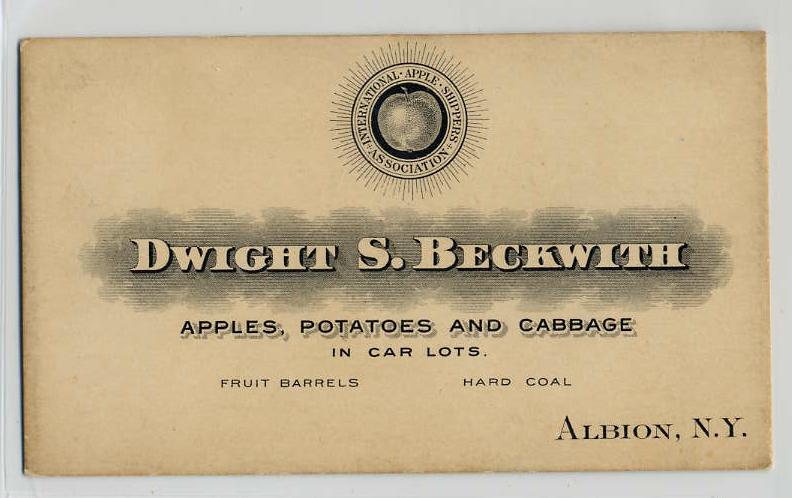 INTERNATIONAL · APPLE · SHIPPERS
+ ASSOCIATION +
DWIGHT S. BECKWITH
APPLES, POTATOES AND CABBAGE
IN CAR LOTS.
FRUIT BARRELS HARD COAL
ALBION, N.Y.